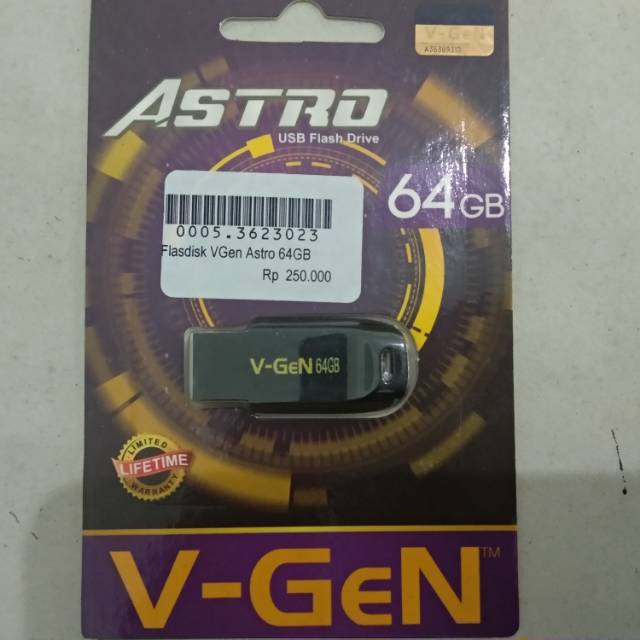 V-GeN
A36369310
ASTRO
USB Flash Drive
64GB
0005.3623023
Flasdisk VGen Astro 64GB
Rp 250.000
V-GeN 64GB
LIMITED
LIFETIME
WARRANTY
V-GeN™